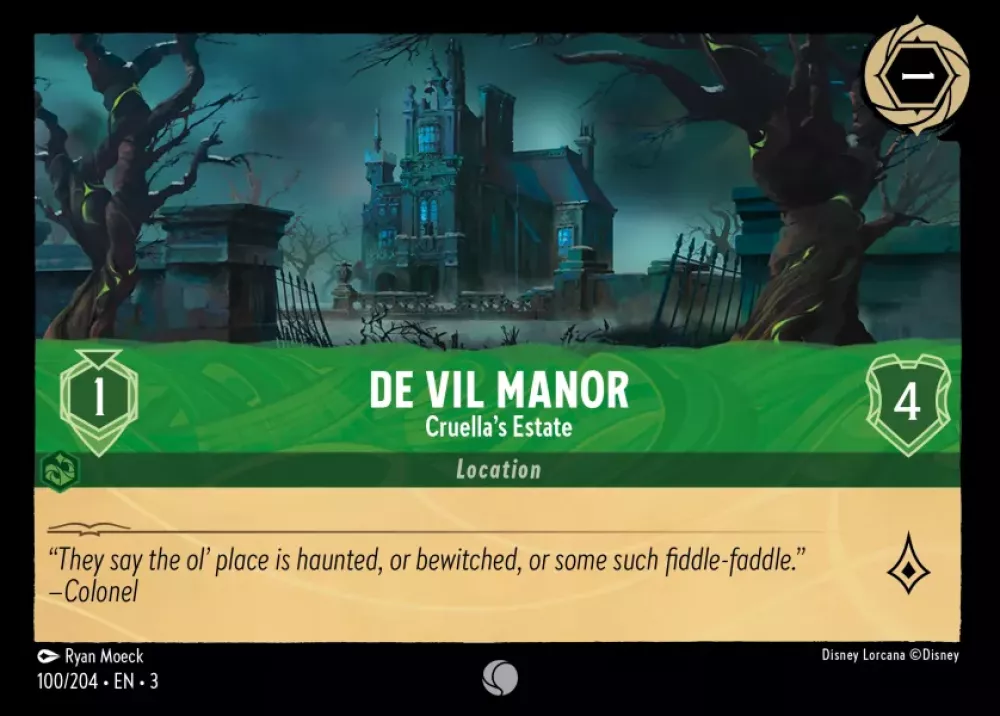 1
1
DE VIL MANOR
4
Cruella's Estate
Location
“They say the ol’ place is haunted, or bewitched, or some such fiddle-faddle.”
–Colonel
Ryan Moeck
Disney Lorcana ©Disney
100/204 • EN • 3